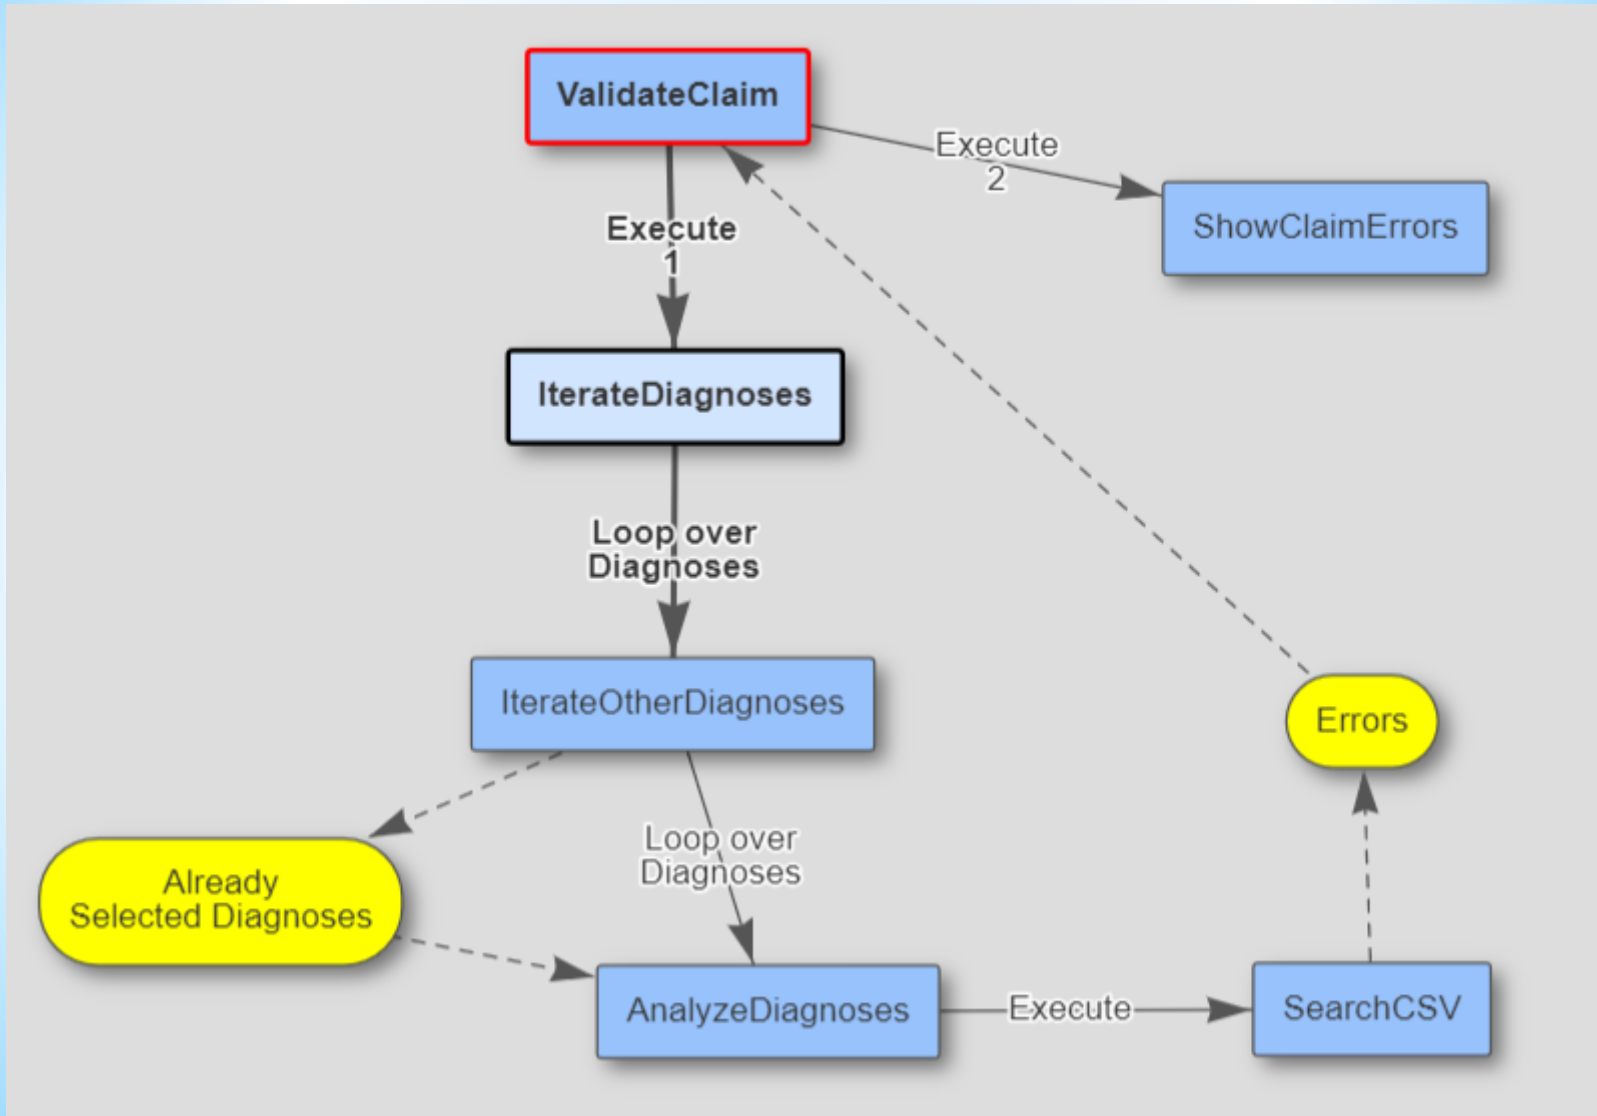 ValidateClaim
Execute
2
ShowClaimErrors
Execute
1
IterateDiagnoses
Loop over
Diagnoses
IterateOtherDiagnoses
Errors
Loop over
Diagnoses
Already
Selected Diagnoses
AnalyzeDiagnoses
Execute
SearchCSV